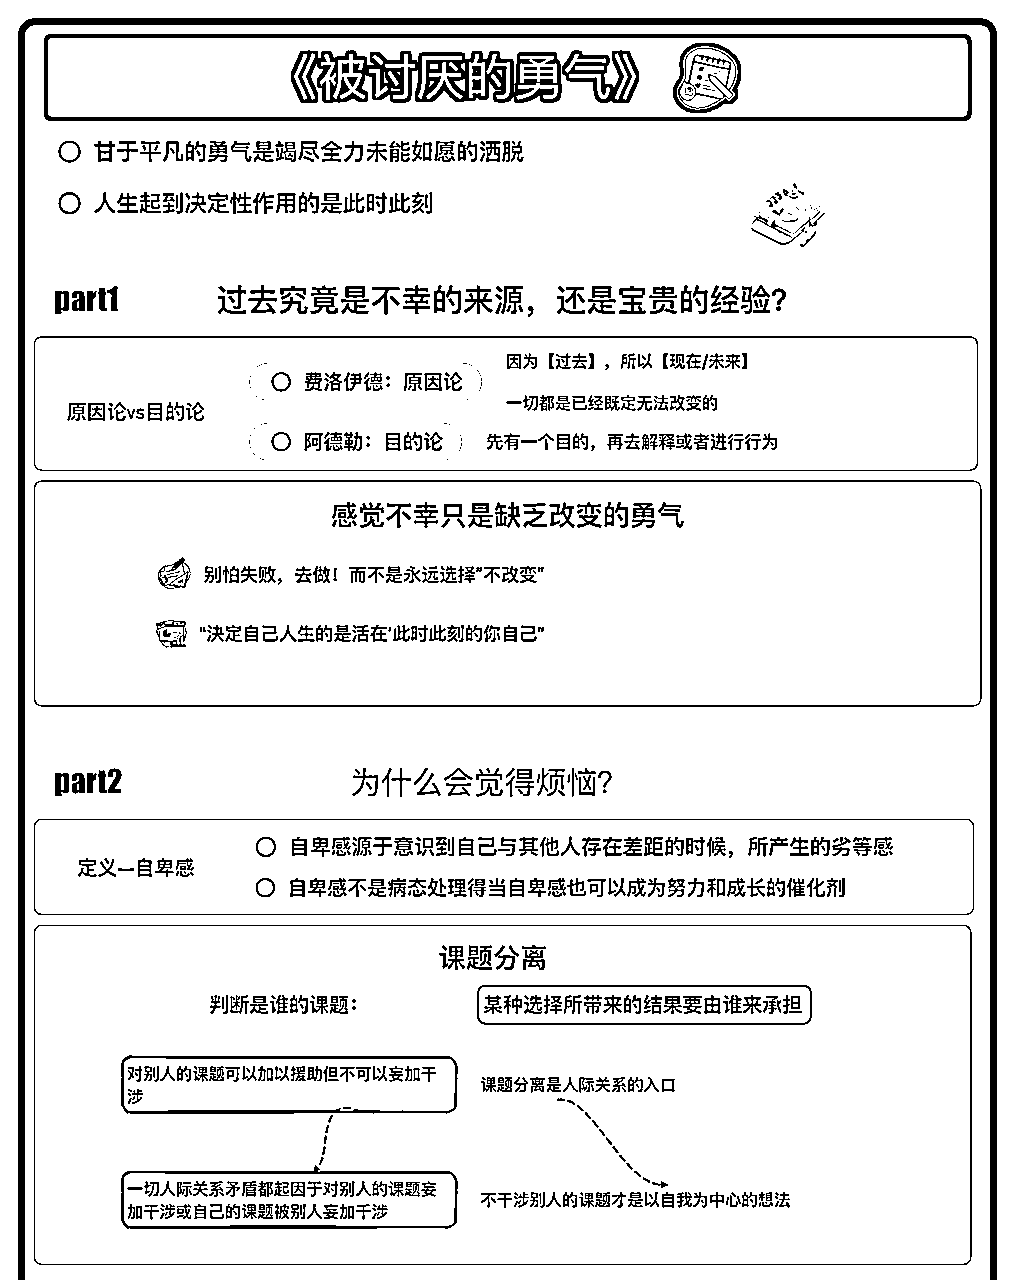 《被讨厌的勇气》
甘于平凡的勇气是竭尽全力未能如愿的洒脱
人生起到决定性作用的是此时此刻
part1
过去究竟是不幸的来源，还是宝贵的经验?
原因论vs目的论
费洛伊德：原因论
因为【过去】，所以【现在/未来】
一切都是已经既定无法改变的
阿德勒：目的论
先有一个目的，再去解释或者进行行为
感觉不幸只是缺乏改变的勇气
别怕失败，去做！而不是永远选择"不改变"
"决定自己人生的是活在'此时此刻的你自己"
part2
为什么会觉得烦恼?
定义—自卑感
自卑感源于意识到自己与其他人存在差距的时候，所产生的劣等感
自卑感不是病态处理得当自卑感也可以成为努力和成长的催化剂
课题分离
判断是谁的课题：
某种选择所带来的结果要由谁来承担
对别人的课题可以加以援助但不可以妄加干
涉
课题分离是人际关系的入口
一切人际关系矛盾都起因于对别人的课题妄
加干涉或自己的课题被别人妄加干涉
不干涉别人的课题才是以自我为中心的想法